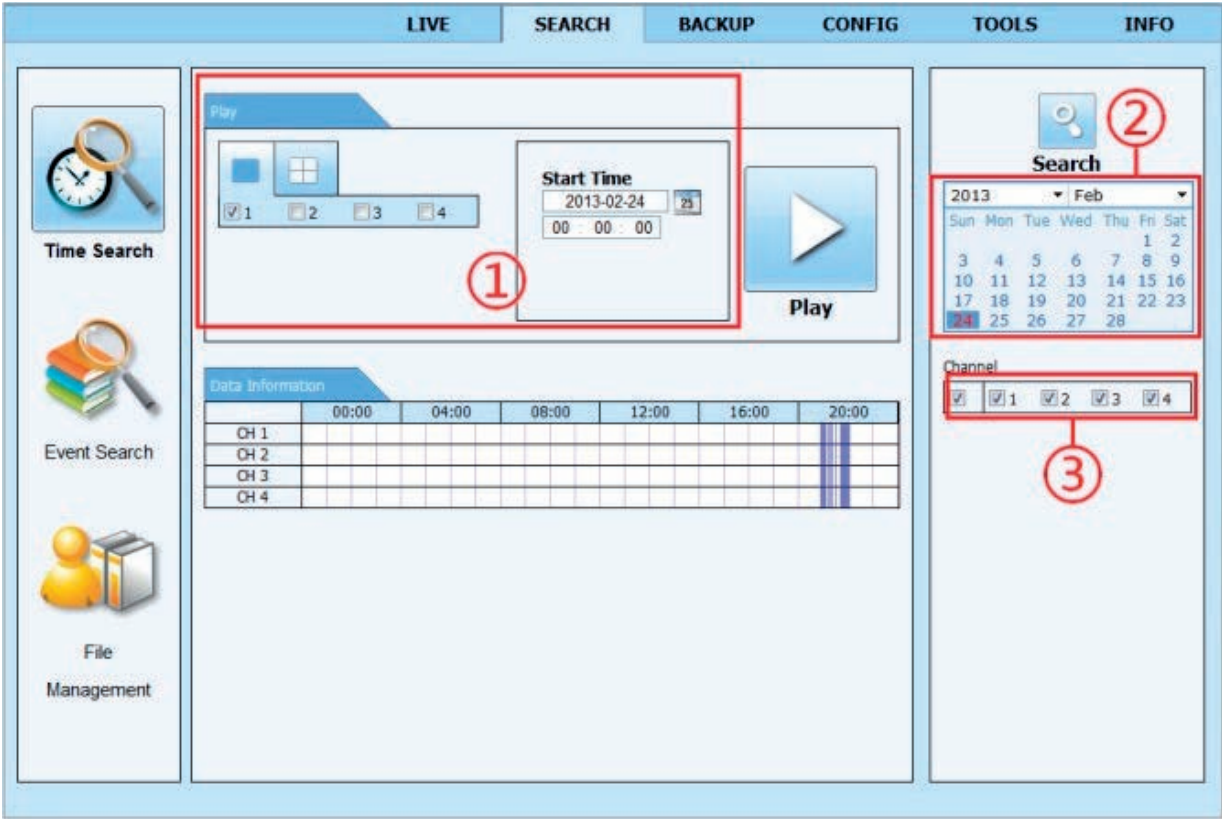 LIVE SEARCH BACKUP CONFIG TOOLS INFO
Time Search
Event Search
File
Management
Play
1 2 3 4
Start Time
2013-02-24 25
00 : 00 : 00
①
Play
Data Information
00:00 04:00 08:00 12:00 16:00 20:00
CH 1
CH 2
CH 3
CH 4
②
Search
2013 Feb
Sun Mon Tue Wed Thu Fri Sat
1 2
3 4 5 6 7 8 9
10 11 12 13 14 15 16
17 18 19 20 21 22 23
24 25 26 27 28
Channel
1 2 3 4
③